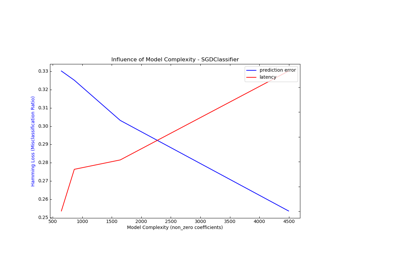 Influence of Model Complexity - SGDClassifier
prediction error
latency
Hamming Loss (Misclassification Ratio)
0.33
0.32
0.31
0.30
0.29
0.28
0.27
0.26
0.25
500 1000 1500 2000 2500 3000 3500 4000 4500
Model Complexity (non_zero coefficients)